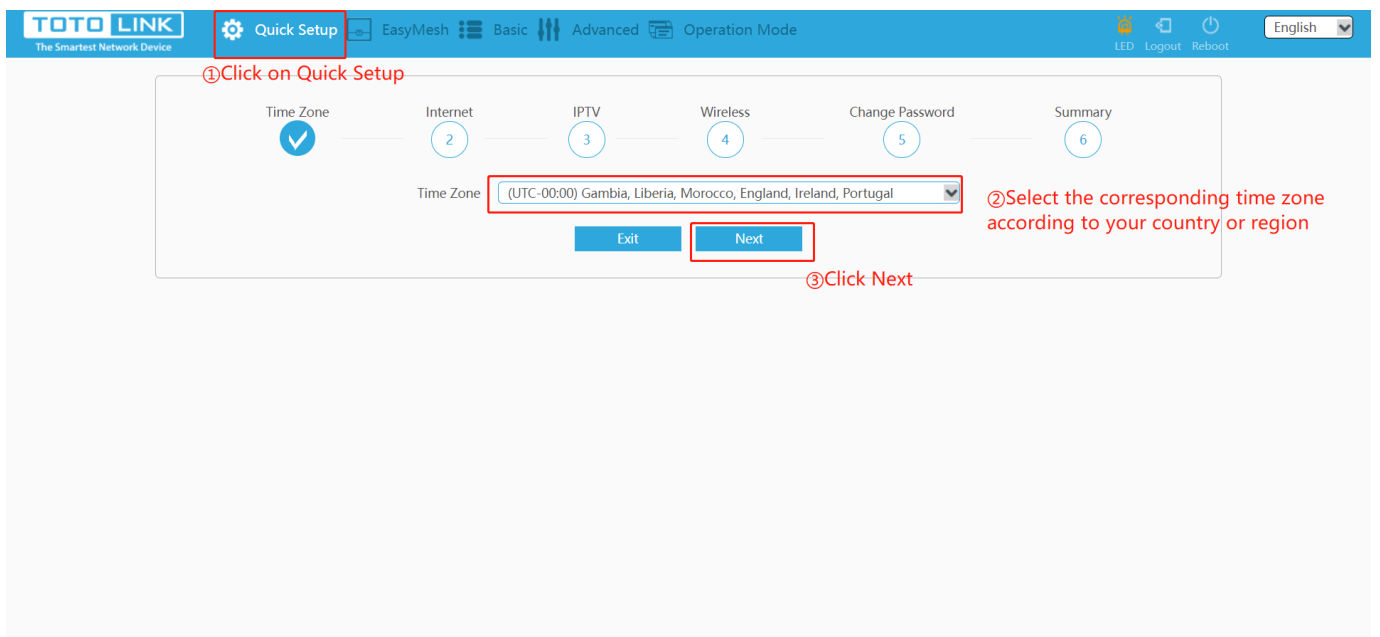 TOTO LINK
The Smartest Network Device
Quick Setup
EasyMesh
Basic
Advanced
Operation Mode
LED
Logout
Reboot
English
①Click on Quick Setup
Time Zone
Internet
IPTV
Wireless
Change Password
Summary
2
3
4
5
6
Time Zone
(UTC-00:00) Gambia, Liberia, Morocco, England, Ireland, Portugal
②Select the corresponding time zone
according to your country or region
Exit
Next
③Click Next